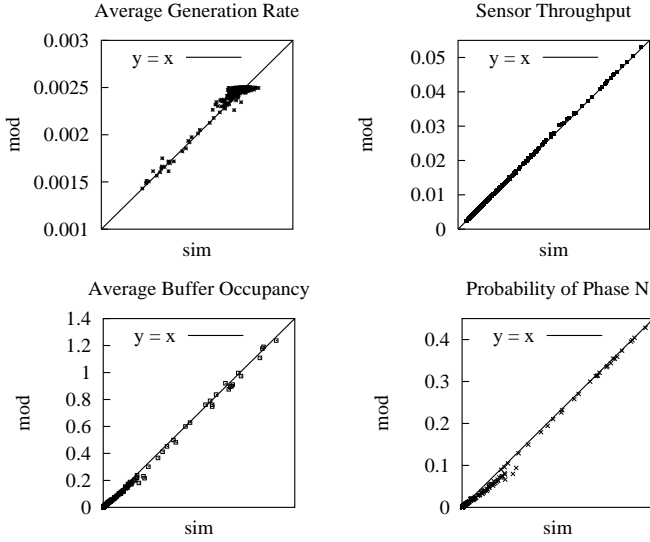 Average Generation Rate
0.003
0.0025
0.002
0.0015
0.001
y = x
mod
sim
Sensor Throughput
0.05
0.04
0.03
0.02
0.01
0
y = x
mod
sim
Average Buffer Occupancy
1.4
1.2
1
0.8
0.6
0.4
0.2
0
y = x
mod
sim
Probability of Phase N
0.4
0.3
0.2
0.1
0
y = x
mod
sim